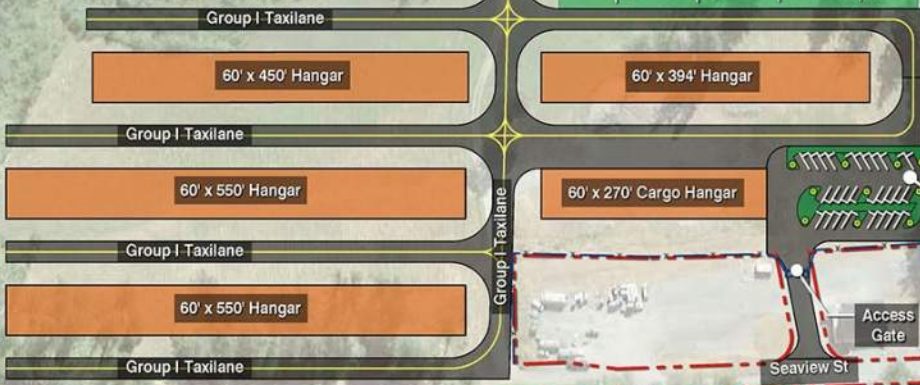 Group I Taxilane
60' x 450' Hangar
60' x 394' Hangar
Group I Taxilane
60' x 550' Hangar
60' x 270' Cargo Hangar
Group I Taxilane
Group I Taxilane
60' x 550' Hangar
Access
Gate
Group I Taxilane
Seaview St